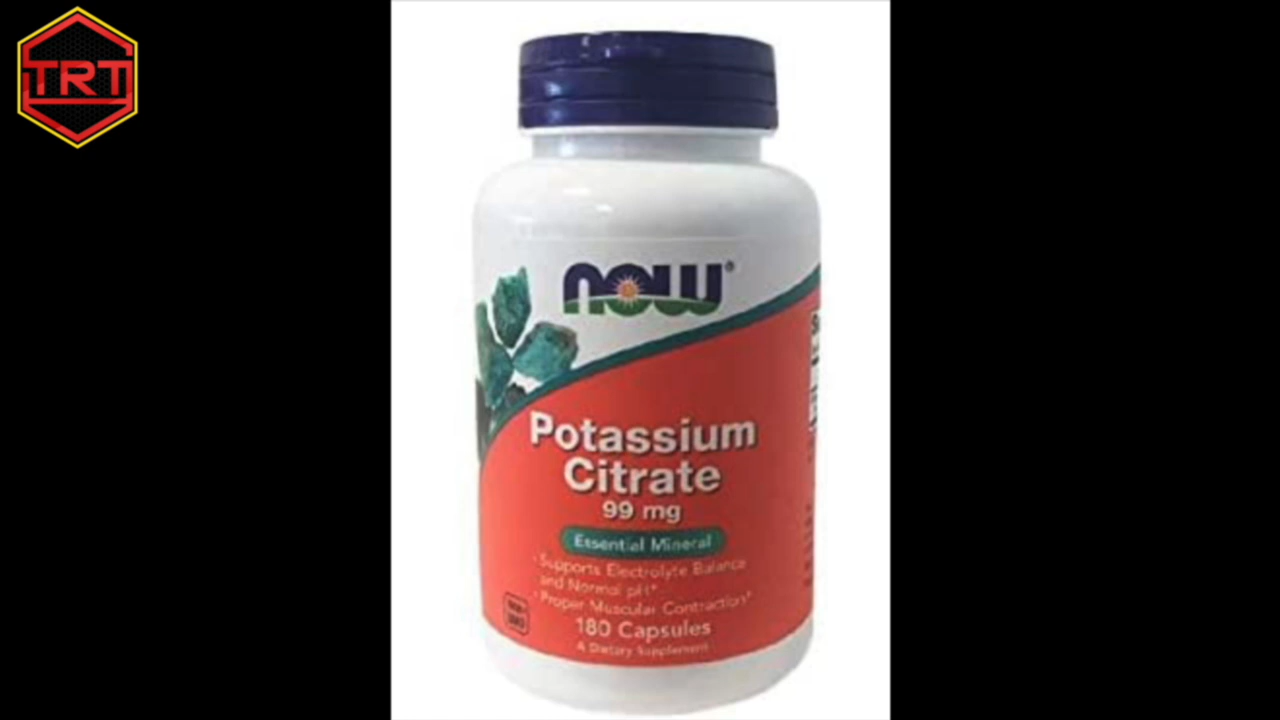 TRT
NOW®
Potassium
Citrate
99 mg
Essential Mineral
• Supports Electrolyte Balance
and Normal pH*
• Proper Muscular Contraction*
180 Capsules
A Dietary Supplement